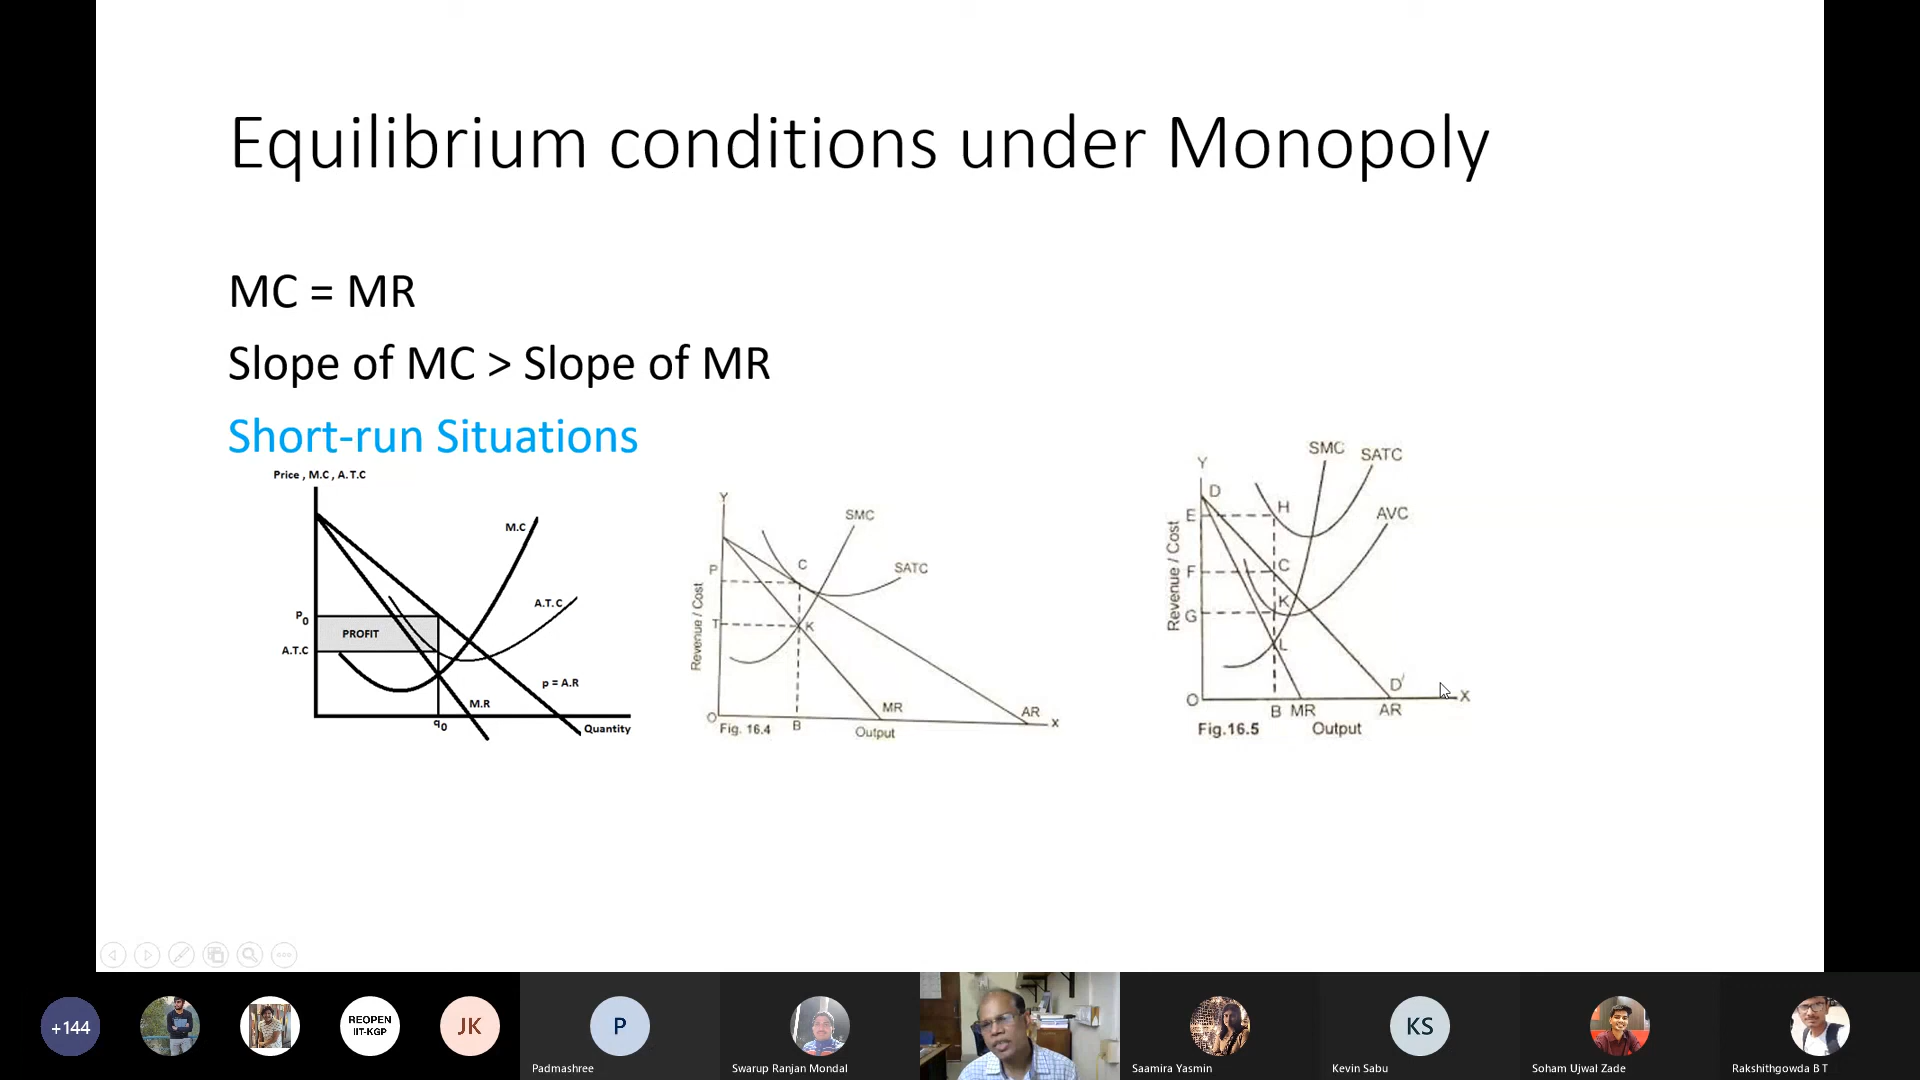 Equilibrium conditions under Monopoly
MC = MR
Slope of MC > Slope of MR
Short-run Situations
Price , M.C , A.T.C
M.C
A.T.C
P0
PROFIT
A.T.C
p = A.R
M.R
q0
Quantity
Y
SMC
C
SATC
P
Revenue / Cost
T
K
MR
AR
O
B
X
Fig. 16.4
Output
SMC
SATC
Y
D
E
H
AVC
Revenue / Cost
F
C
K
G
L
D'
O
X
B MR
AR
Fig.16.5
Output
+144
REOPEN
IIT-KGP
JK
P
KS
Padmashree
Swarup Ranjan Mondal
Saamira Yasmin
Kevin Sabu
Soham Ujwal Zade
Rakshithgowda B T